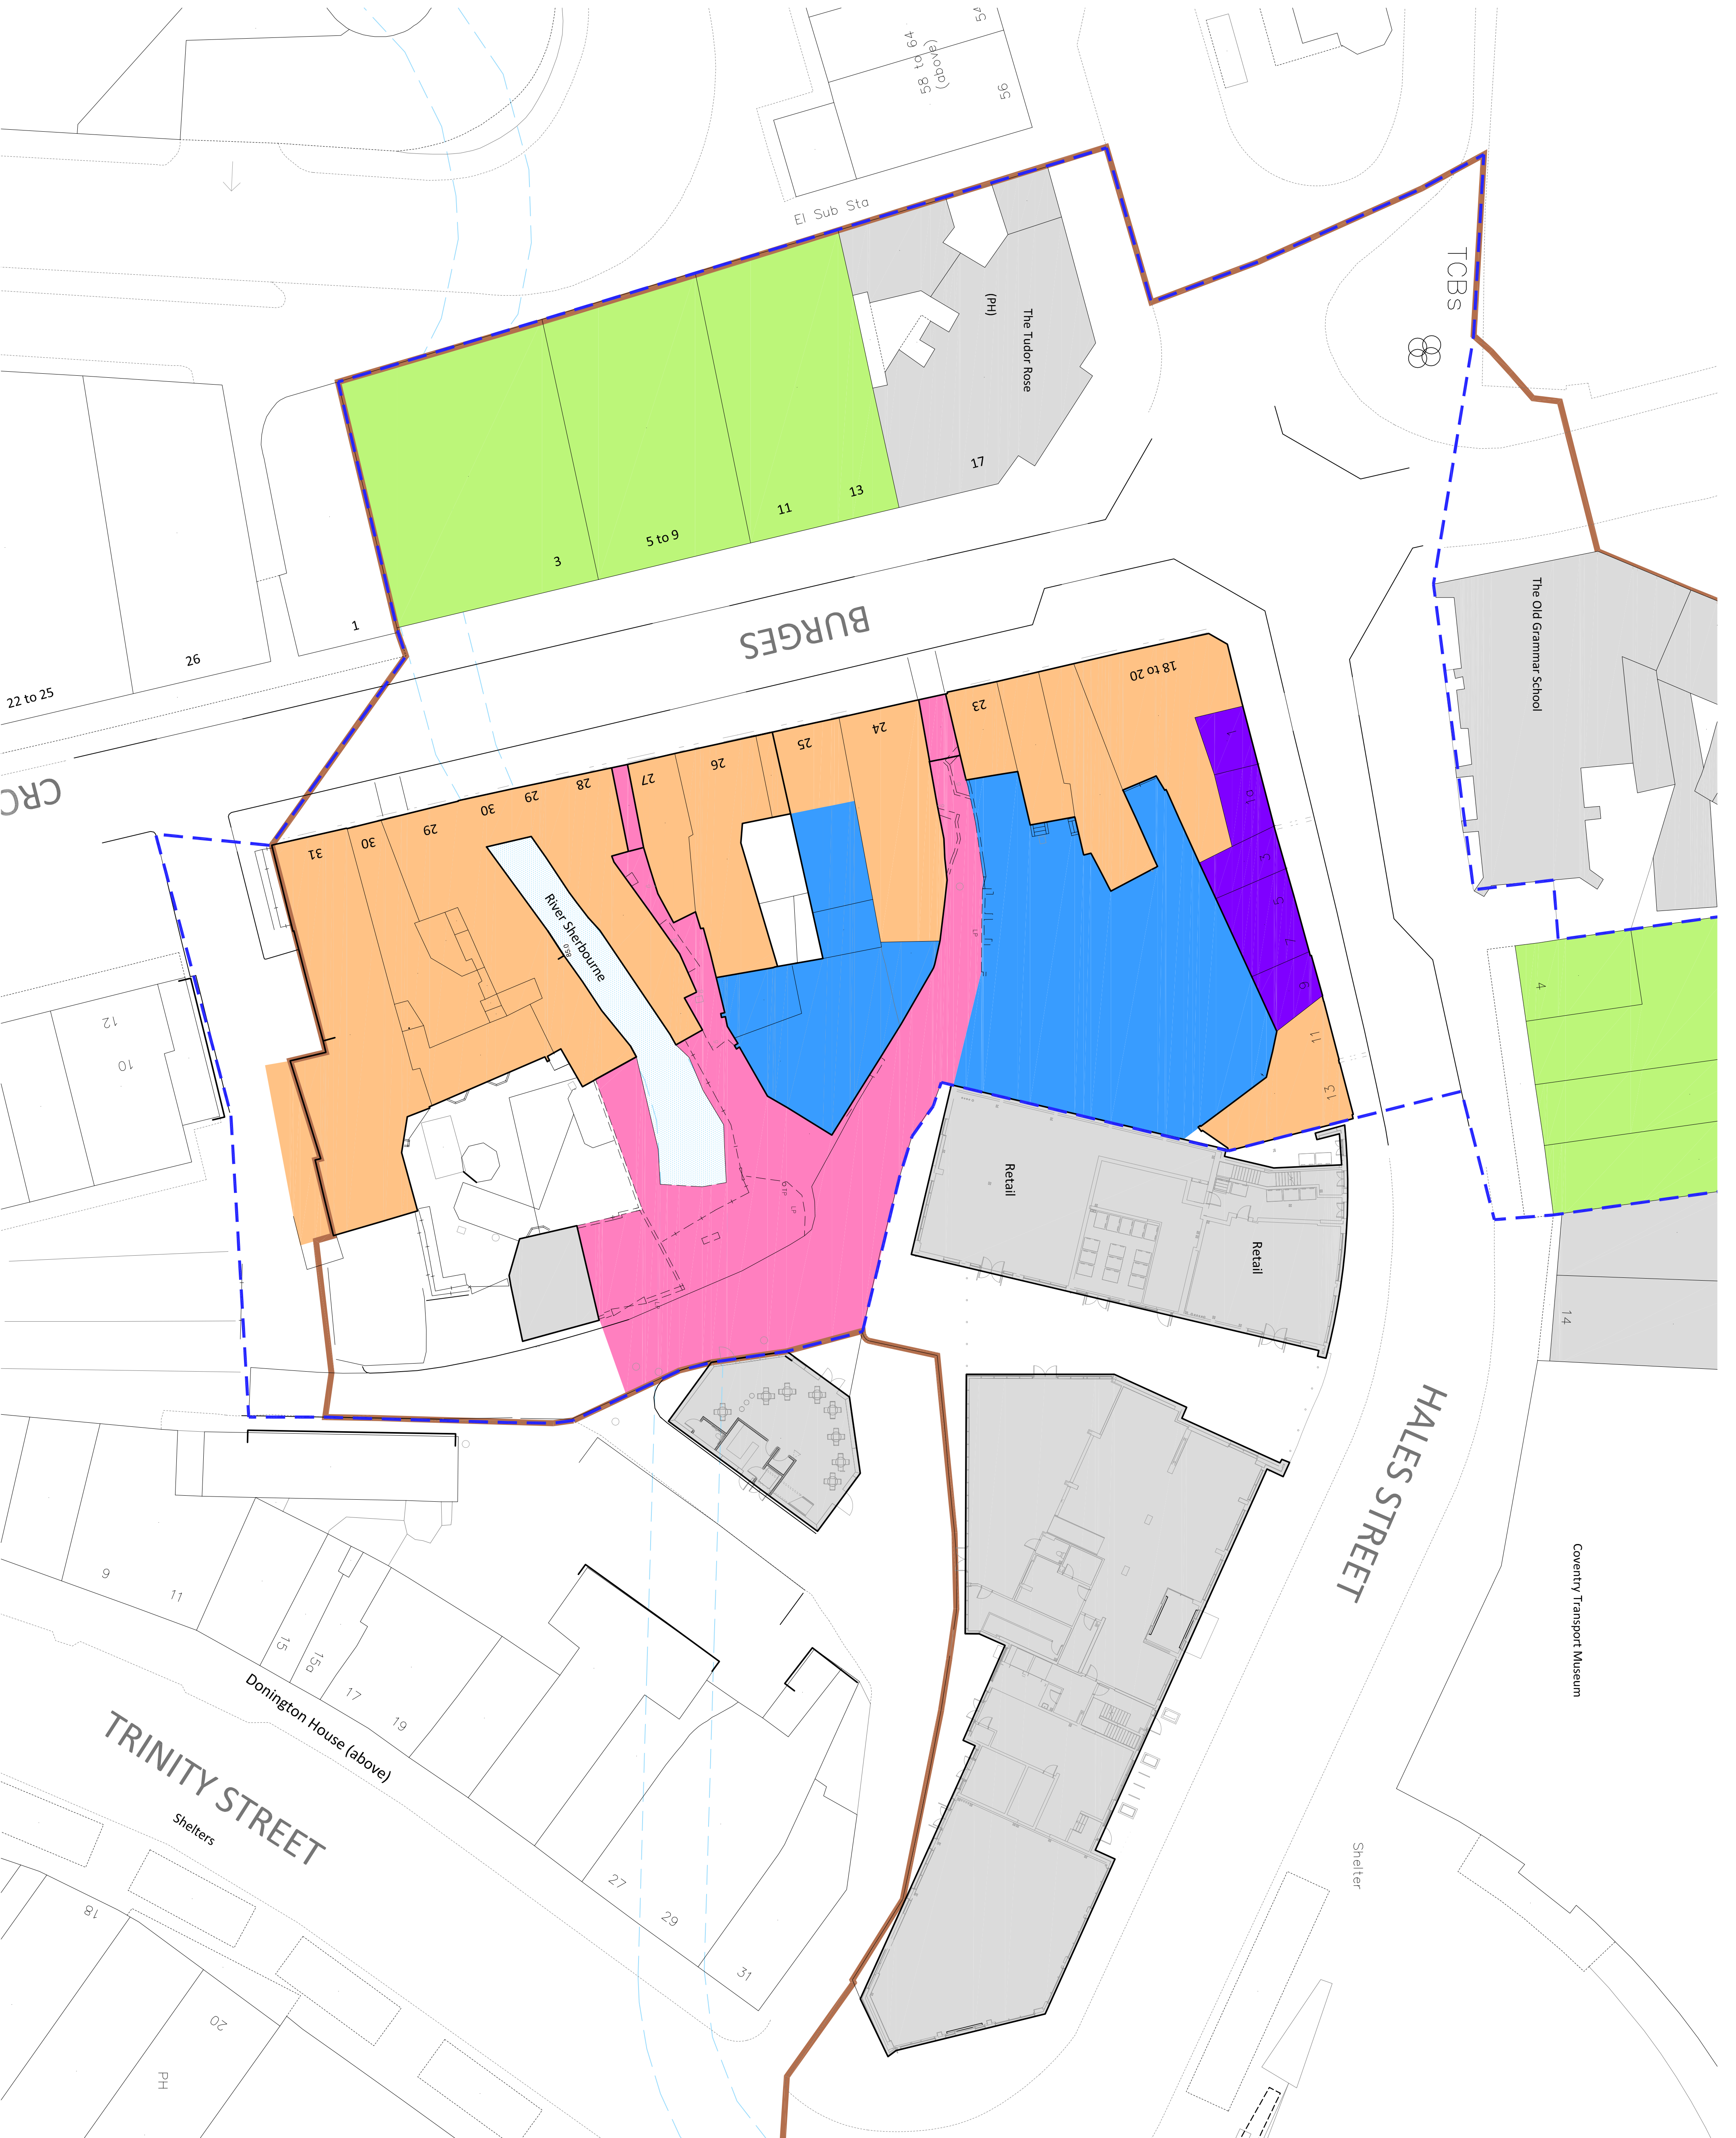 54
58 to 64
(above)
56
El Sub Sta
TCBs
The Tudor Rose
(PH)
17
13
11
5 to 9
3
1
26
22 to 25
BURGES
CRO
The Old Grammar School
18 to 20
23
24
25
26
27
28
29
30
29
30
31
1
1a
3
5
7
9
11
13
4
14
River Sherbourne
85.0
12
10
LP
Retail
Retail
HALES STREET
Coventry Transport Museum
9
11
15
15a
17
19
Donington House (above)
TRINITY STREET
Shelters
27
29
31
18
20
PH
Shelter